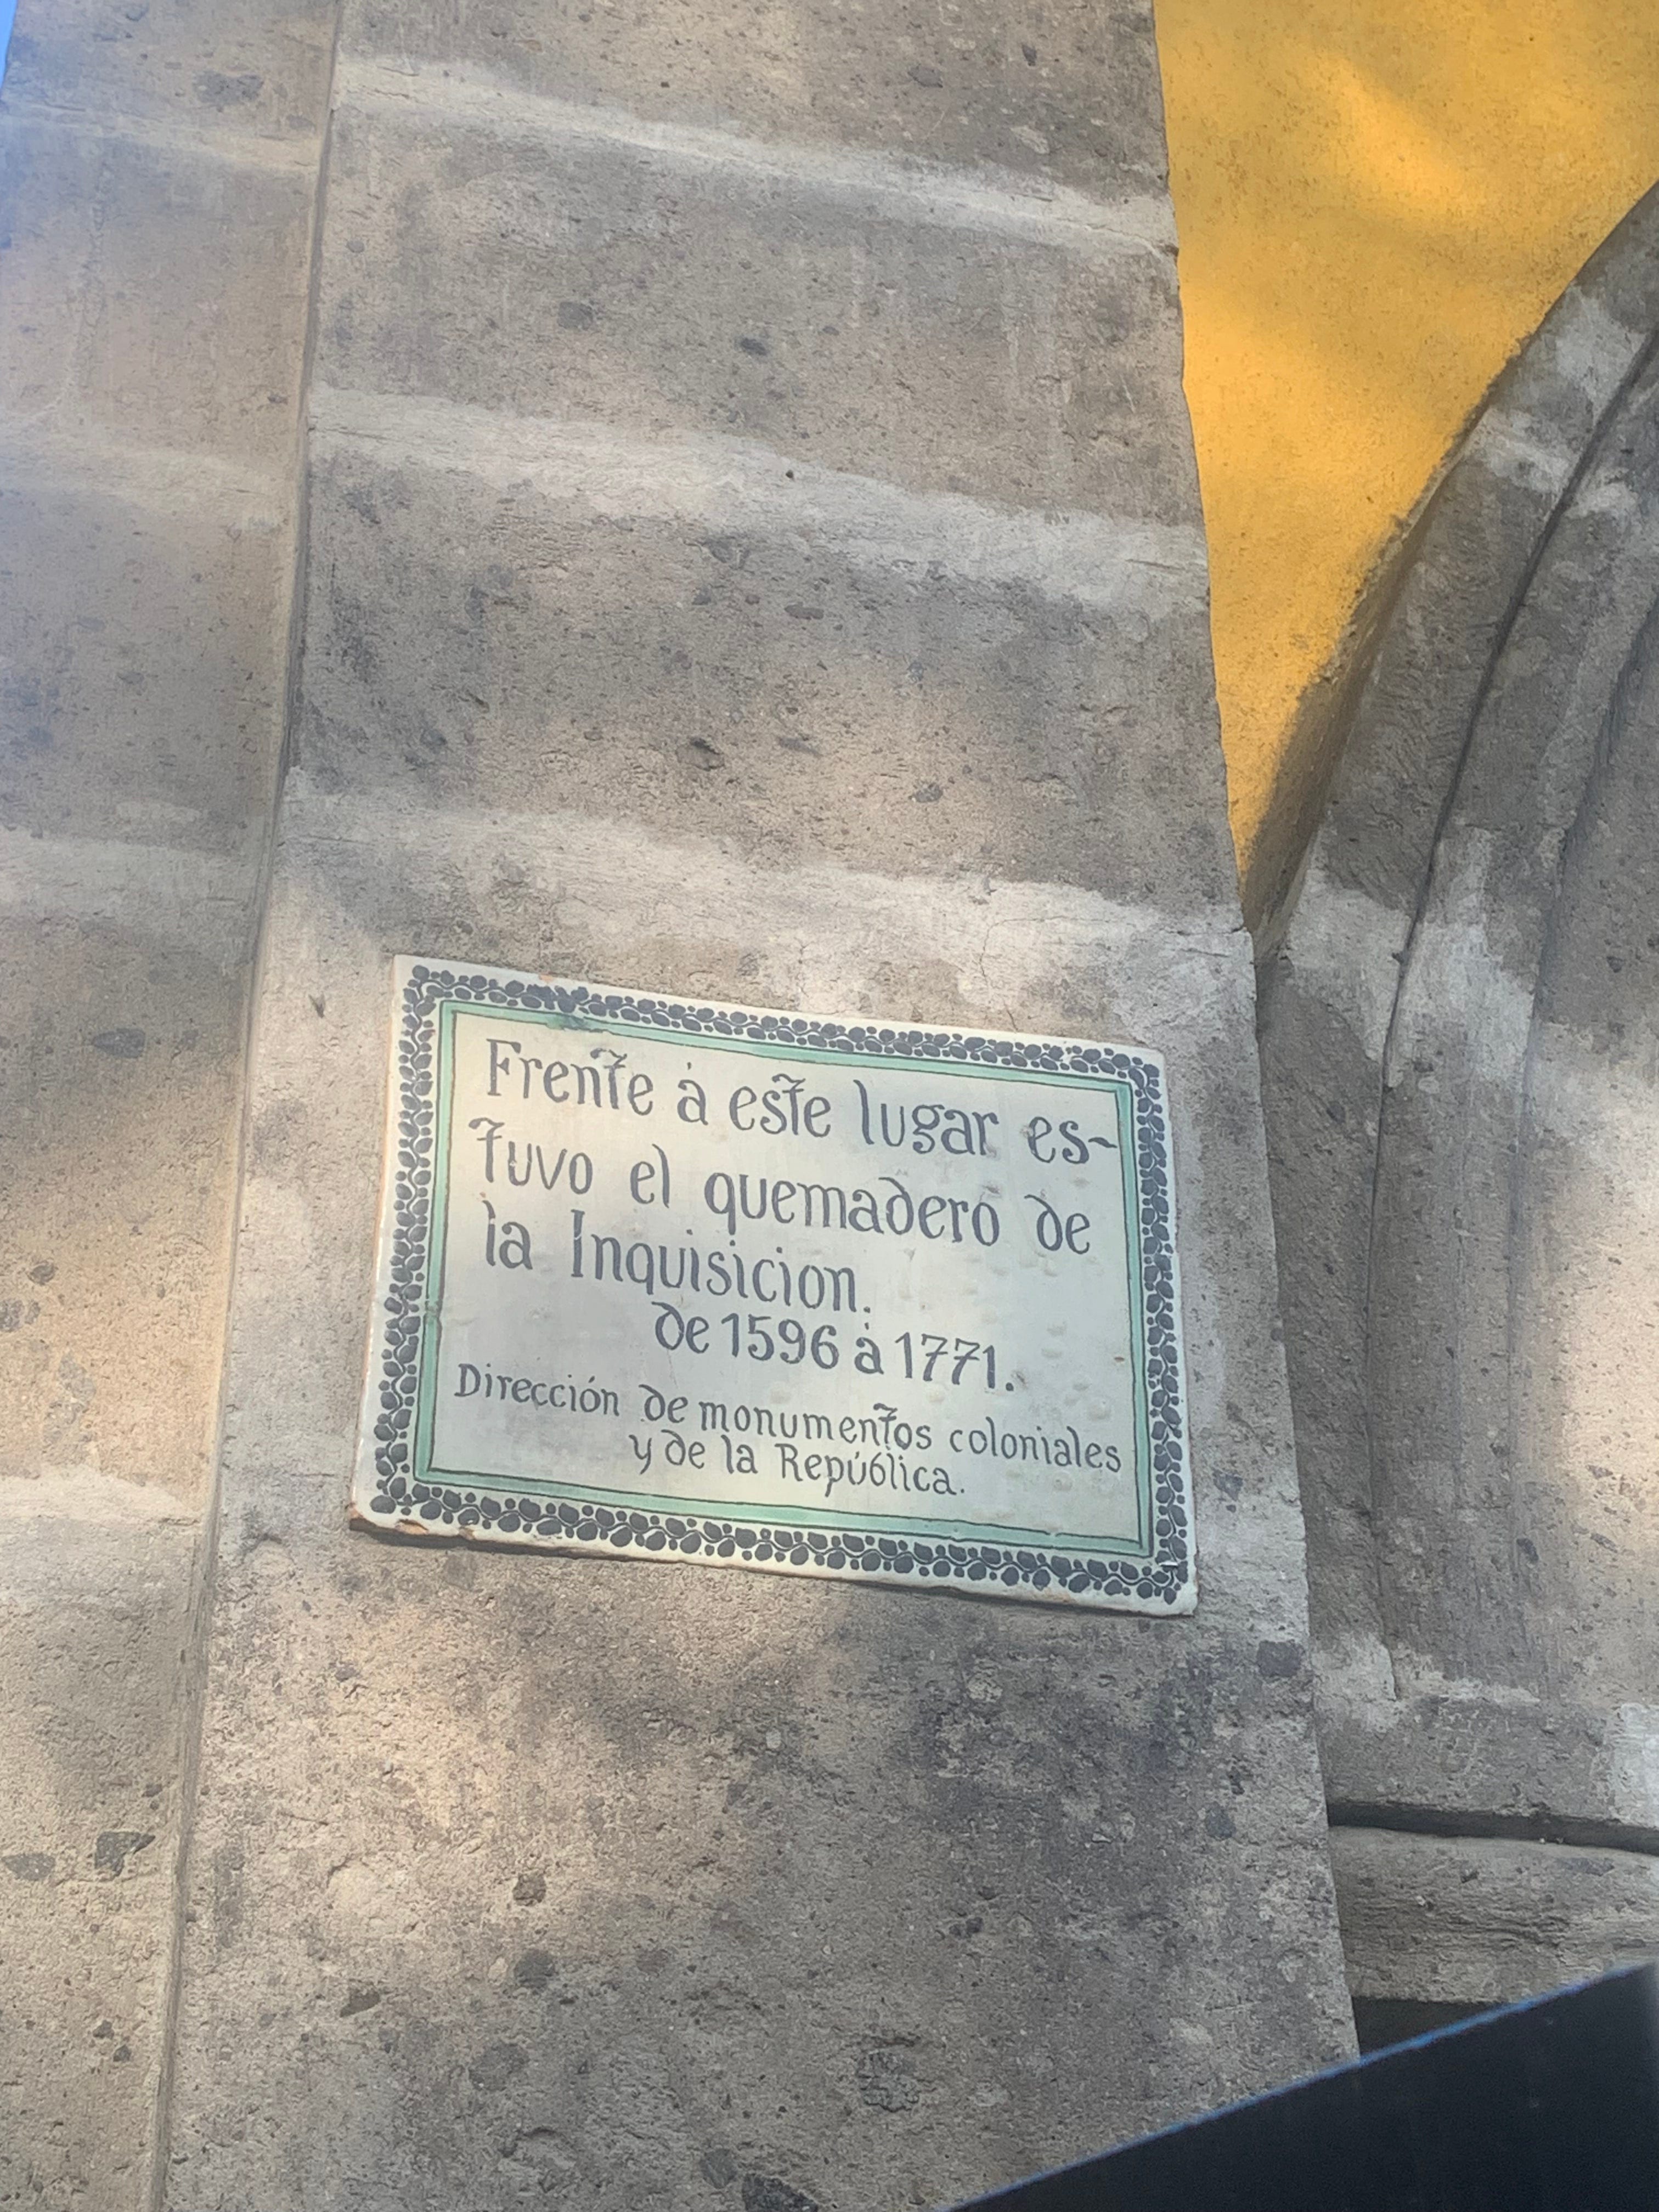 Frente à este lugar es-
tuvo el quemadero de
la Inquisicion.
de 1596 à 1771.
Dirección de monumentos coloniales
y de la República.